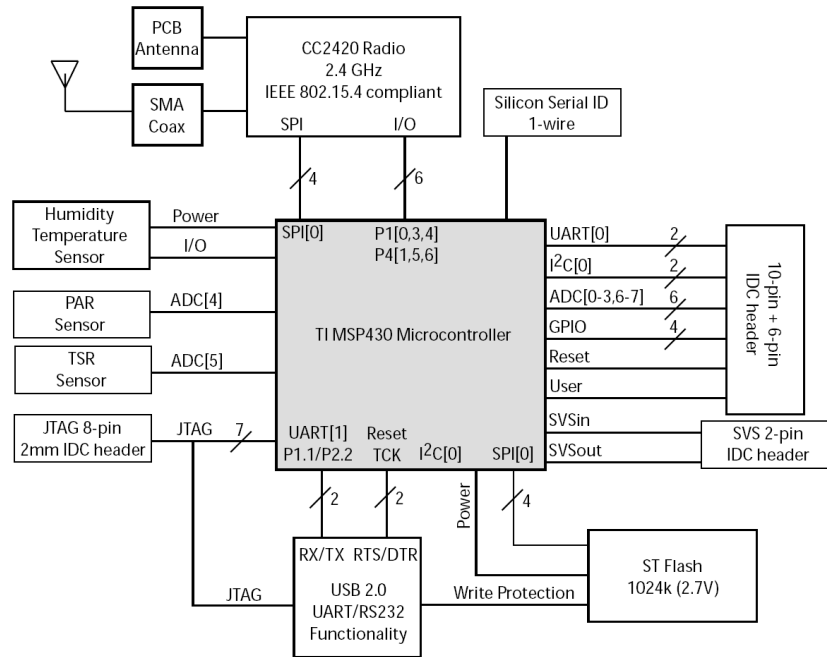 PCB
Antenna
CC2420 Radio
2.4 GHz
IEEE 802.15.4 compliant
SPI I/O
SMA
Coax
Silicon Serial ID
1-wire
4 6
Humidity
Temperature
Sensor
Power
I/O
SPI[0]
P1[0,3,4]
P4[1,5,6]
UART[0] 2
I2C[0] 2
ADC[0-3,6-7] 6
GPIO 4
Reset
User
10-pin + 6-pin
IDC header
PAR
Sensor
ADC[4]
TI MSP430 Microcontroller
TSR
Sensor
ADC[5]
JTAG 8-pin
2mm IDC header
JTAG 7
UART[1]
P1.1/P2.2
Reset
TCK
I2C[0]
SPI[0]
SVSin
SVSout
SVS 2-pin
IDC header
2 2
Power
4
RX/TX RTS/DTR
USB 2.0
UART/RS232
Functionality
JTAG
Write Protection
ST Flash
1024k (2.7V)